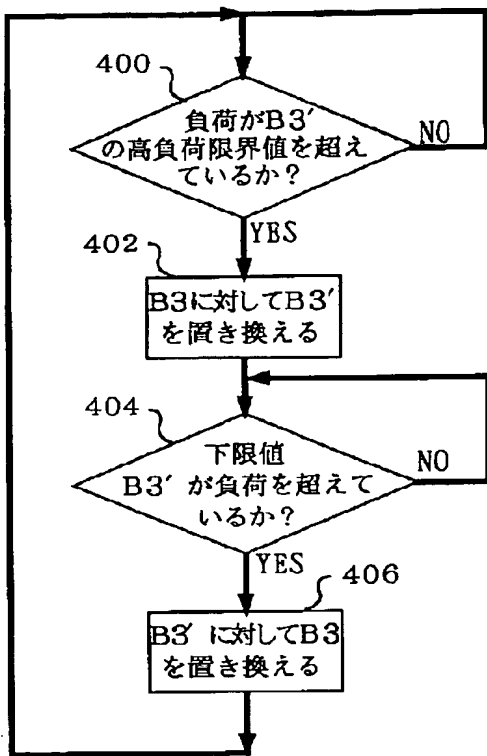 400
負荷がB3′
の高負荷限界値を超え
ているか？
NO
YES
402
B3に対してB3′
を置き換える
404
下限値
B3′が負荷を超えて
いるか？
NO
YES
406
B3′に対してB3
を置き換える